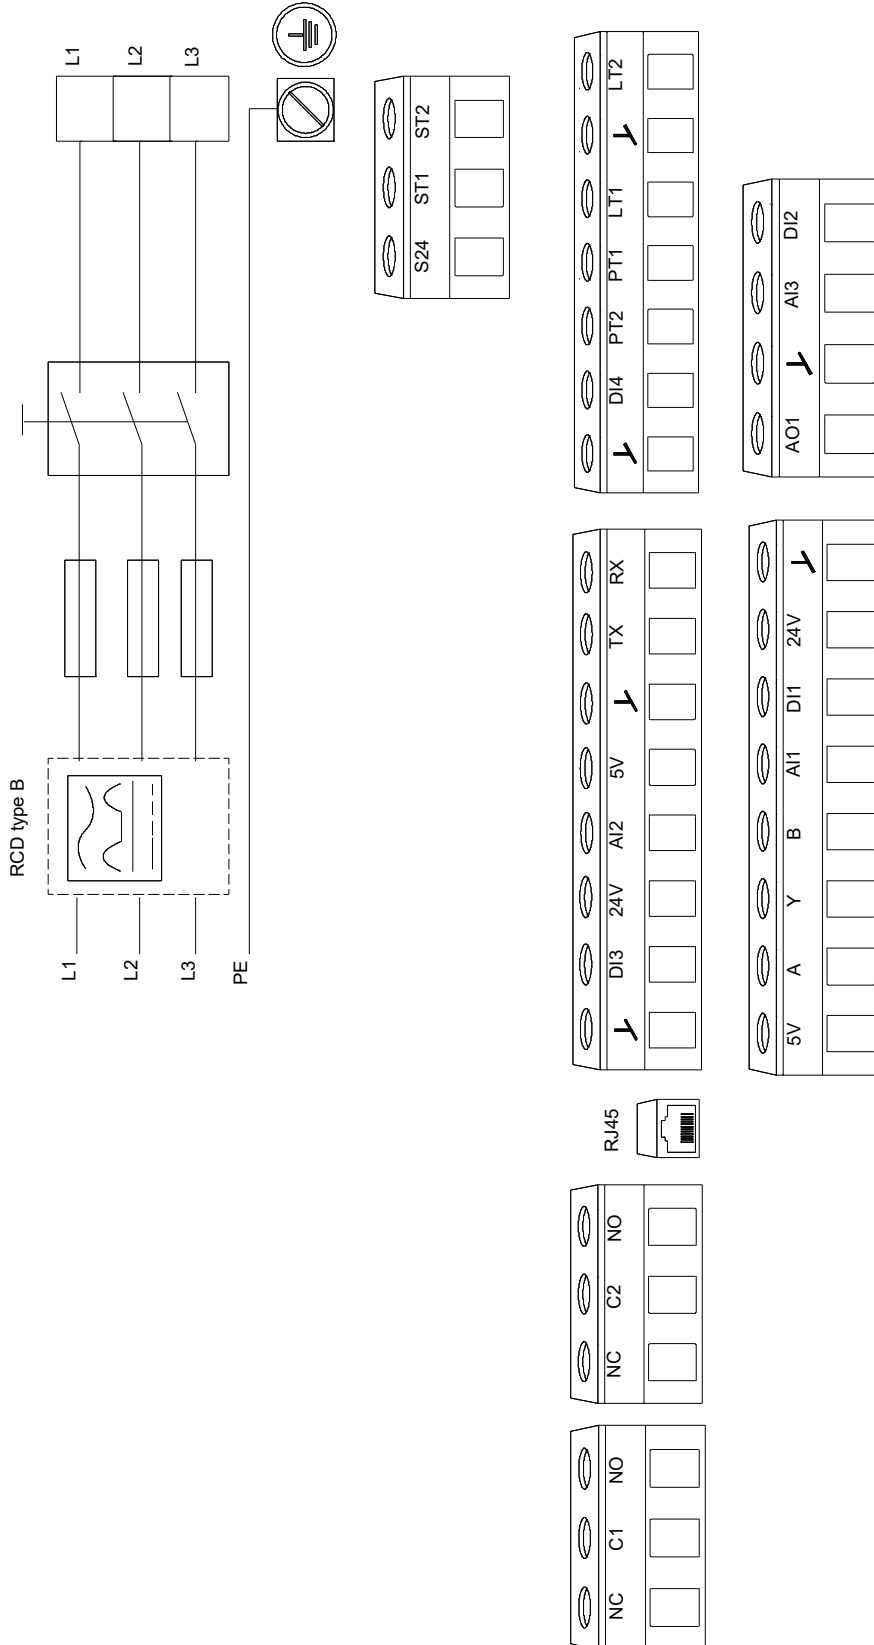 RCD type B
L1
L2
L3
PE
L1
L2
L3
S24
ST1
ST2
NC
C1
NO
NC
C2
NO
RJ45
DI3
24V
AI2
5V
TX
RX
DI4
PT2
PT1
LT1
LT2
5V
A
Y
B
AI1
DI1
24V
AO1
AI3
DI2